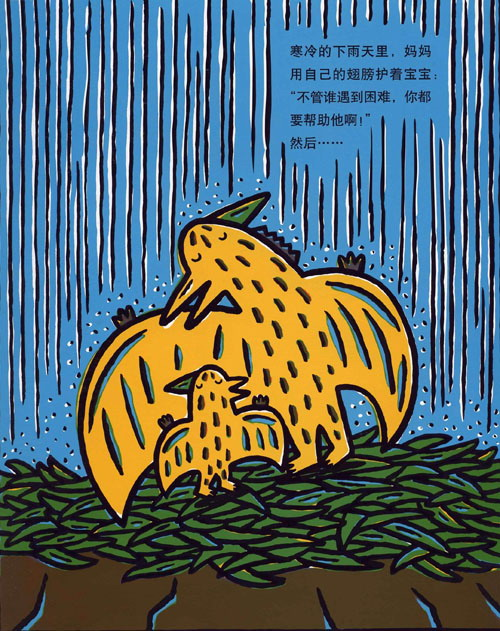 寒冷的下雨天里，妈妈
用自己的翅膀护着宝宝：
“不管谁遇到困难，你都
要帮助他啊！”
然后……